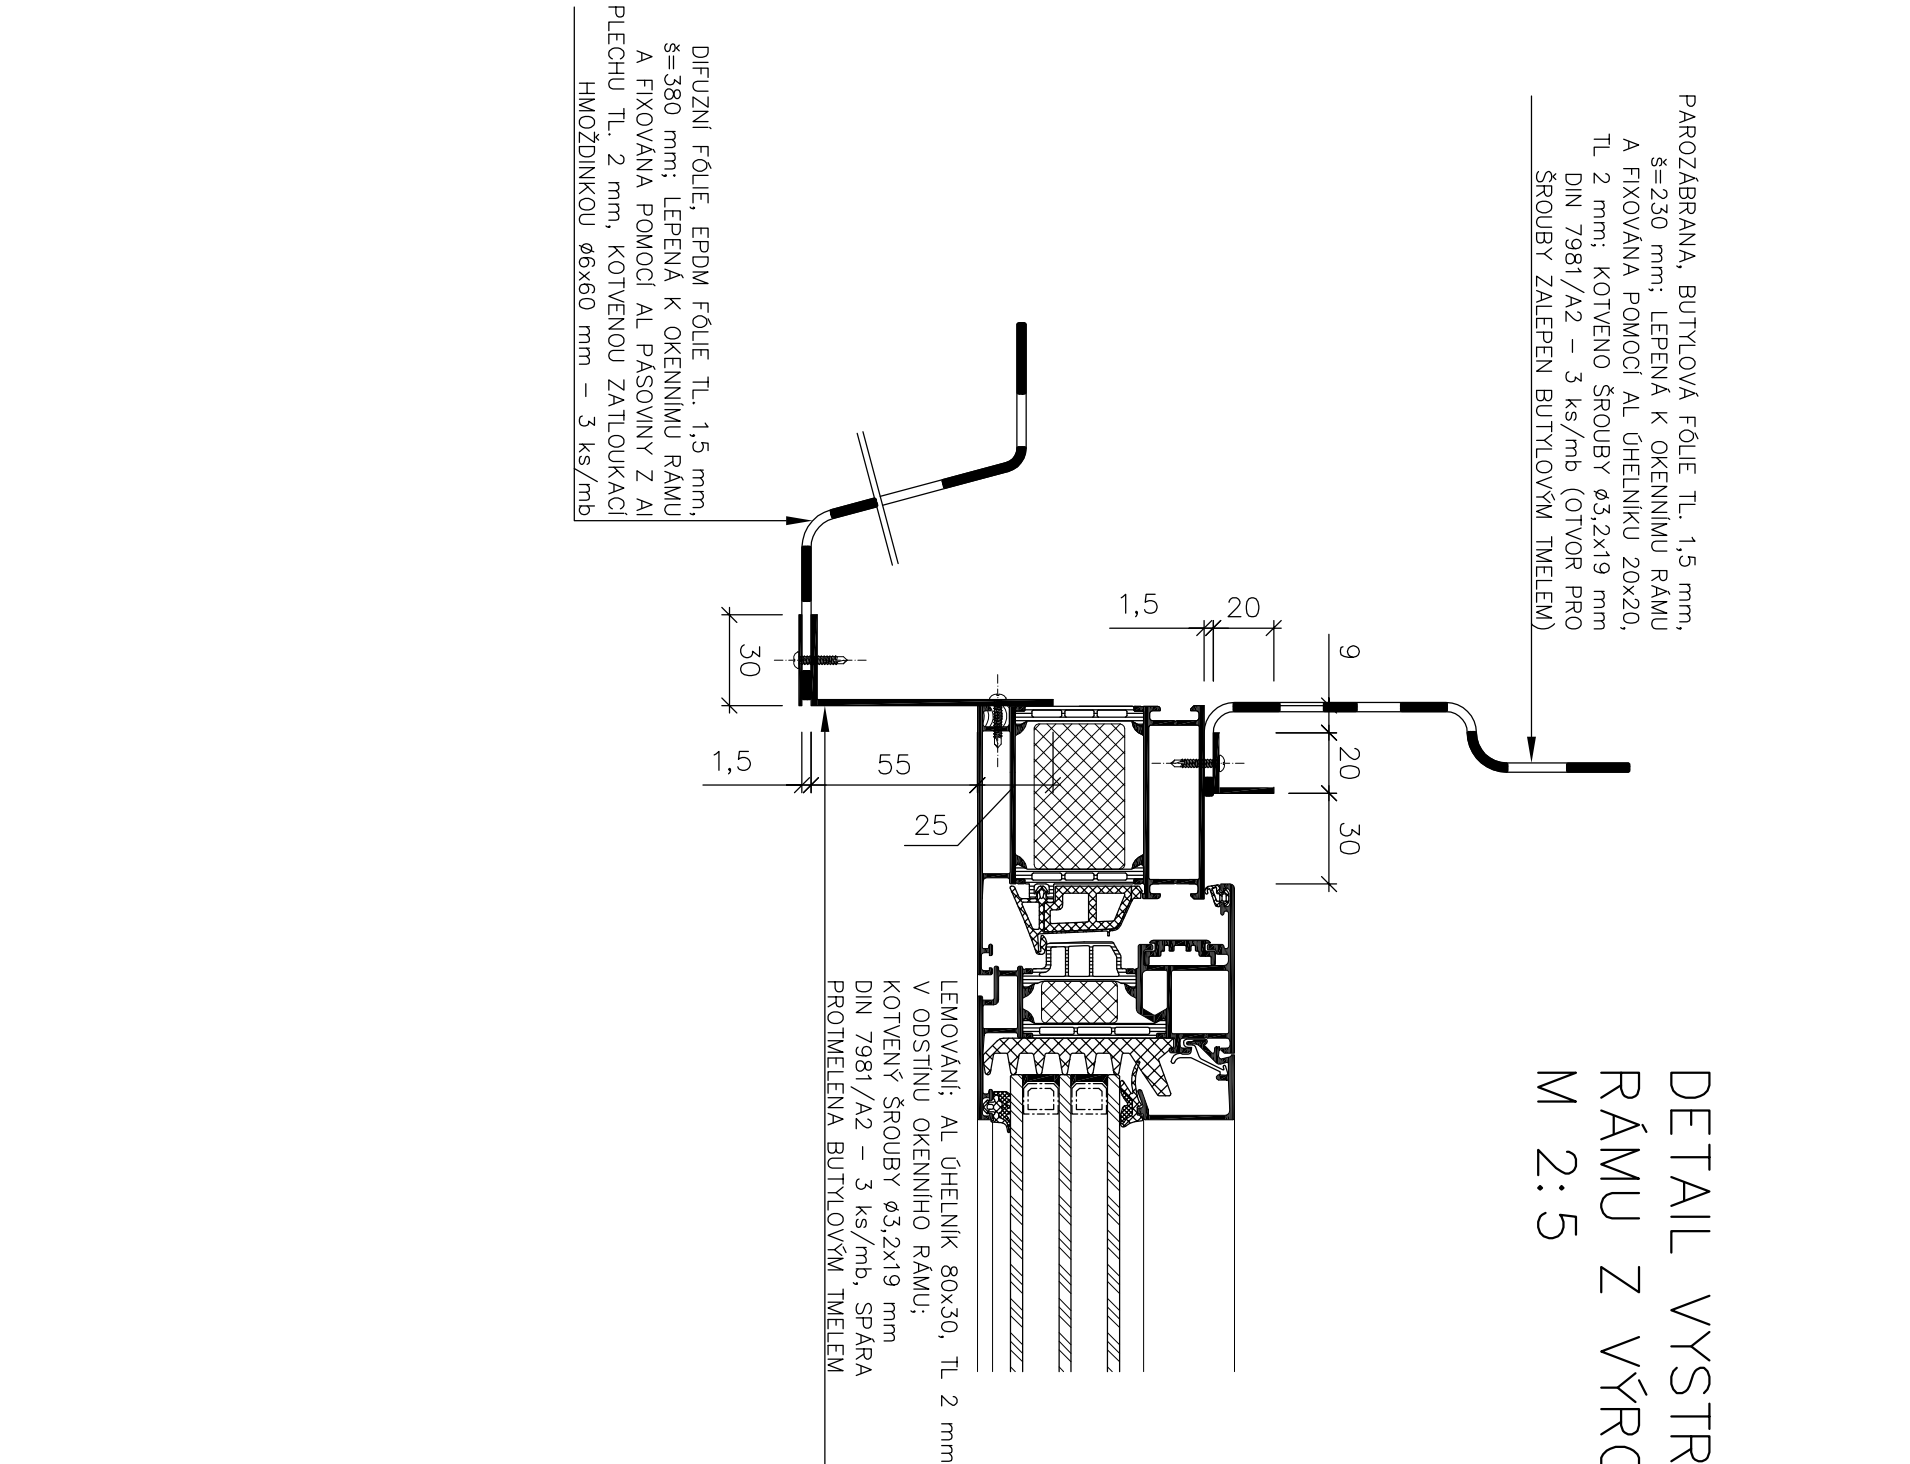 DETAIL VYSTR
RÁMU Z VÝRO
M 2:5
PAROZÁBRANA, BUTYLOVÁ FÓLIE TL. 1,5 mm,
š=230 mm; LEPENÁ K OKENNÍMU RÁMU
A FIXOVÁNA POMOCÍ AL ÚHELNÍKU 20x20,
TL 2 mm; KOTVENO ŠROUBY ø3,2x19 mm
DIN 7981/A2 – 3 ks/mb (OTVOR PRO
ŠROUBY ZALEPEN BUTYLOVÝM TMELEM)
9
20
30
1,5
20
1,5
55
25
30
LEMOVÁNÍ; AL ÚHELNÍK 80x30, TL 2 mm
V ODSTÍNU OKENNÍHO RÁMU;
KOTVENÝ ŠROUBY ø3,2x19 mm
DIN 7981/A2 – 3 ks/mb, SPÁRA
PROTMELENA BUTYLOVÝM TMELEM
DIFUZNÍ FÓLIE, EPDM FÓLIE TL. 1,5 mm,
š=380 mm; LEPENÁ K OKENNÍMU RÁMU
A FIXOVÁNA POMOCÍ AL PÁSOVINY Z Al
PLECHU TL. 2 mm, KOTVENOU ZATLOUKACÍ
HMOŽDINKOU ø6x60 mm – 3 ks/mb